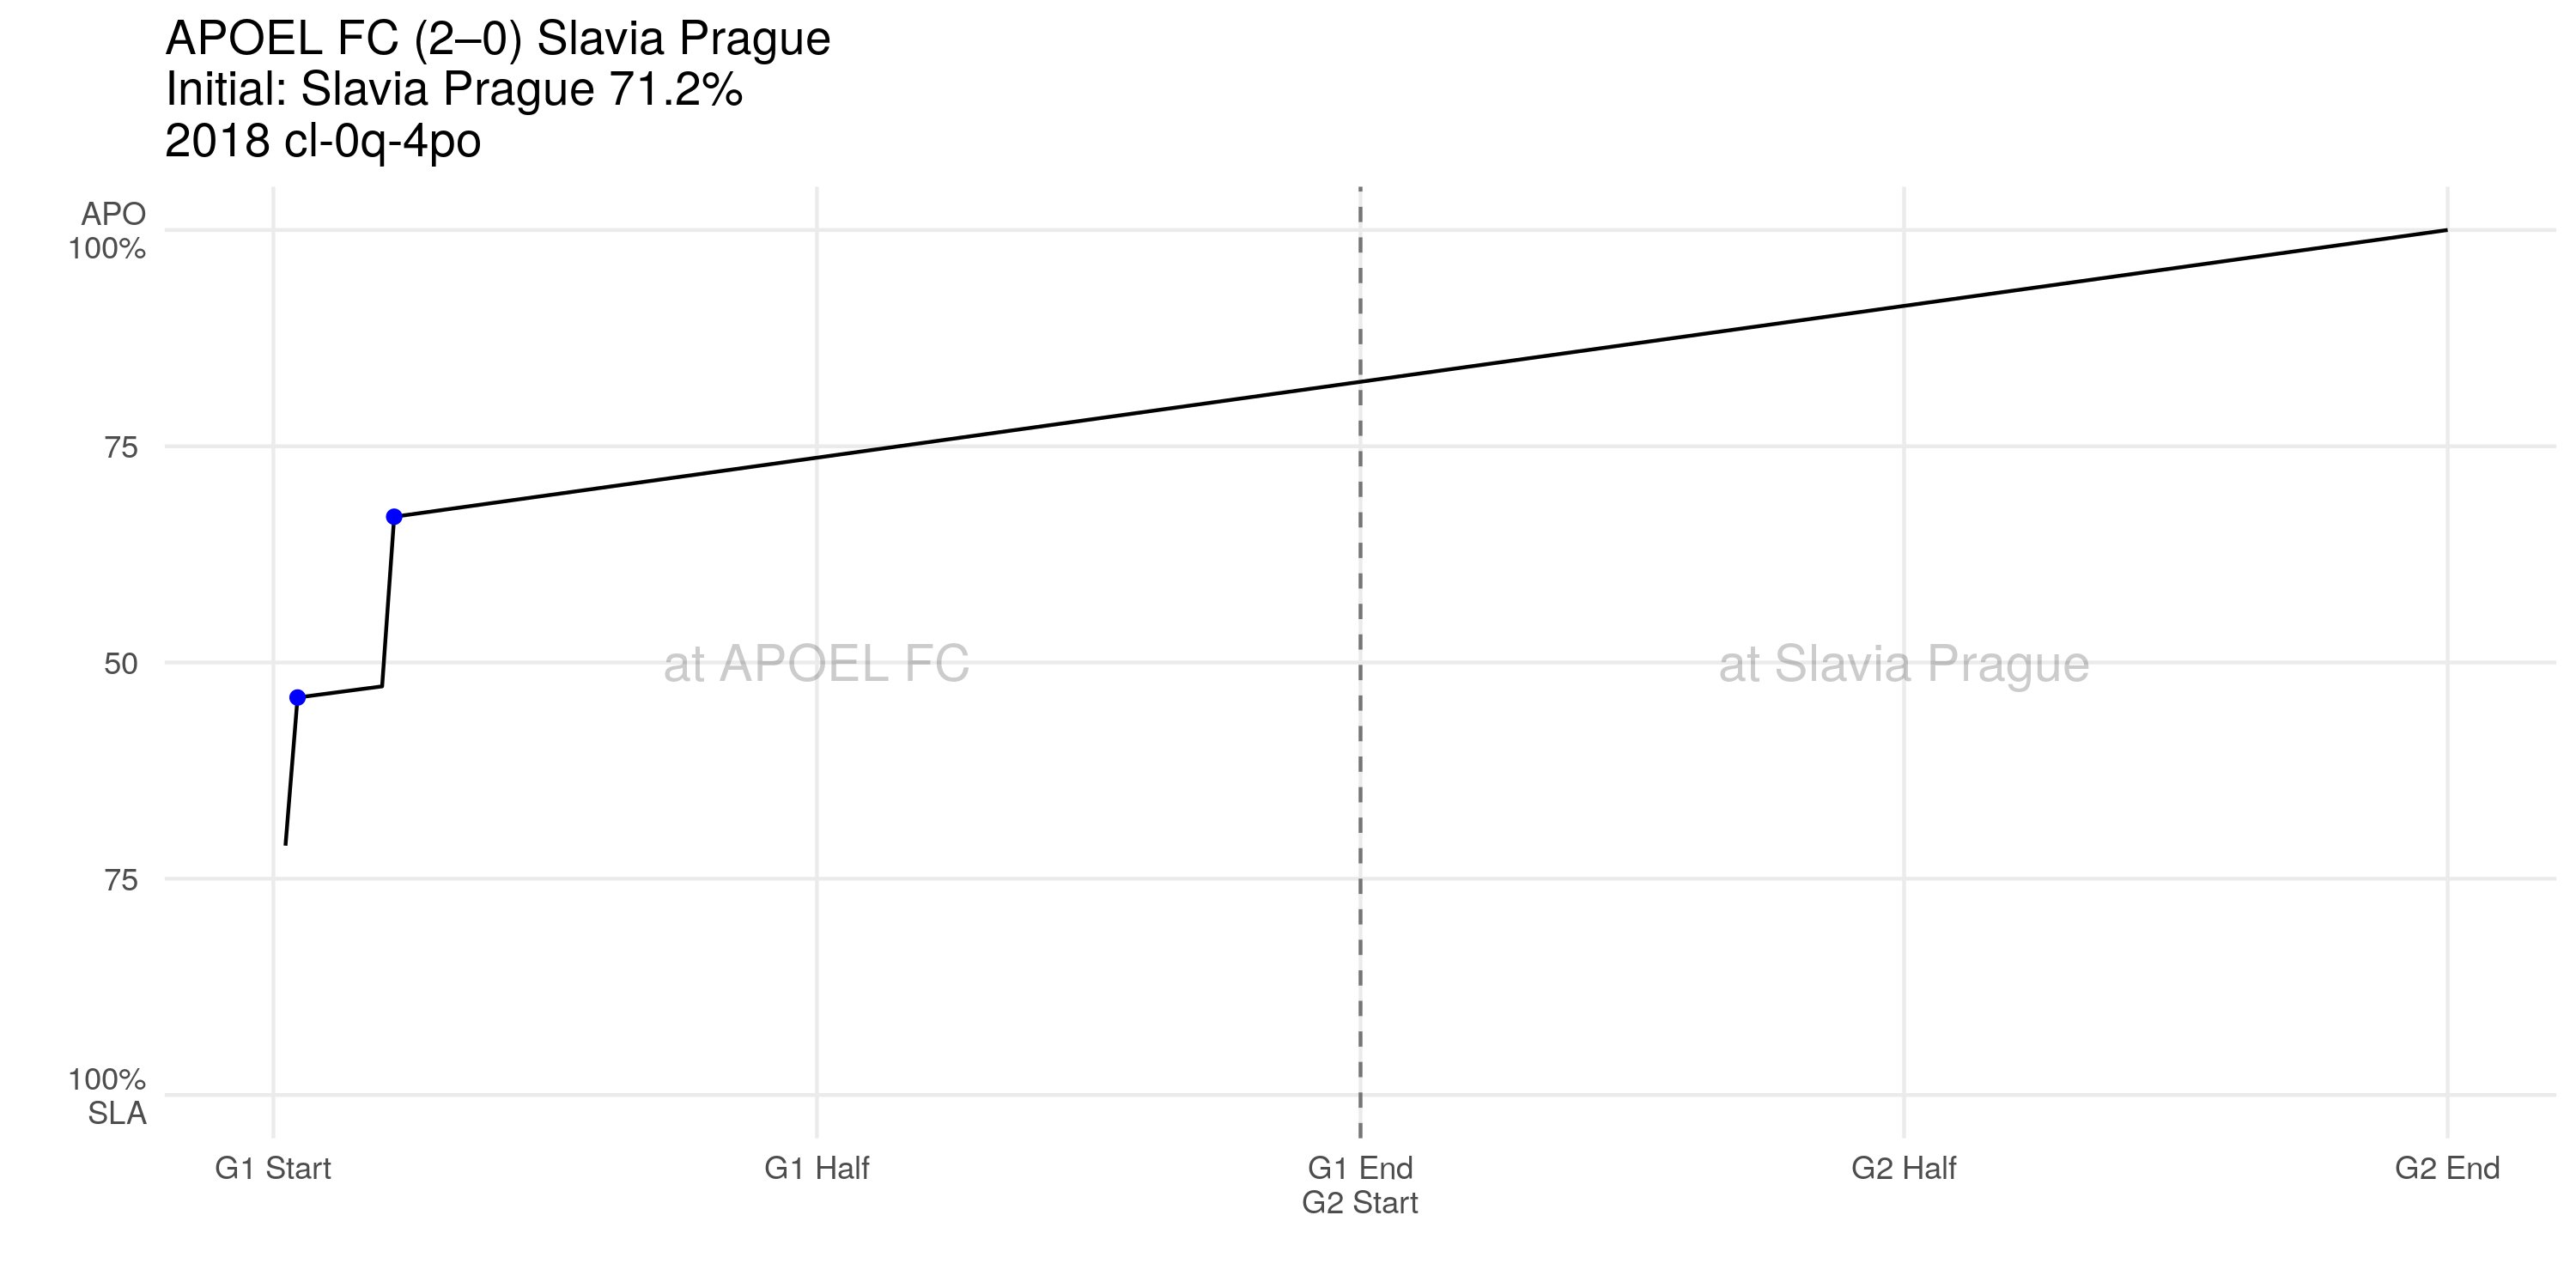 APOEL FC (2–0) Slavia Prague
Initial: Slavia Prague 71.2%
2018 cl-0q-4po
APO
100%
75
50
75
100%
SLA
at APOEL FC
at Slavia Prague
G1 Start
G1 Half
G1 End
G2 Start
G2 Half
G2 End